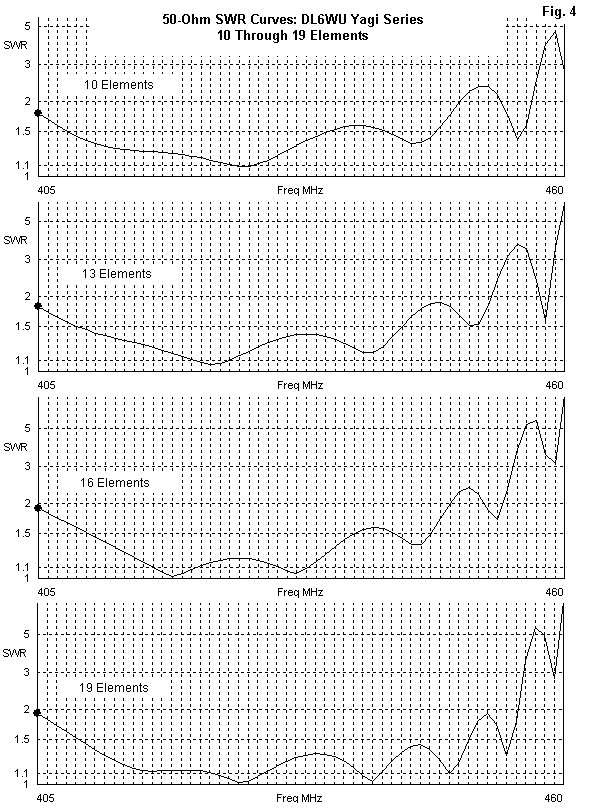 Fig. 4
50-Ohm SWR Curves: DL6WU Yagi Series
10 Through 19 Elements
5
SWR
3
10 Elements
2
1.5
1.1
1
405 Freq MHz 460
5
SWR
3
13 Elements
2
1.5
1.1
1
405 Freq MHz 460
5
SWR
3
16 Elements
2
1.5
1.1
1
405 Freq MHz 460
5
SWR
3
19 Elements
2
1.5
1.1
1
405 Freq MHz 460